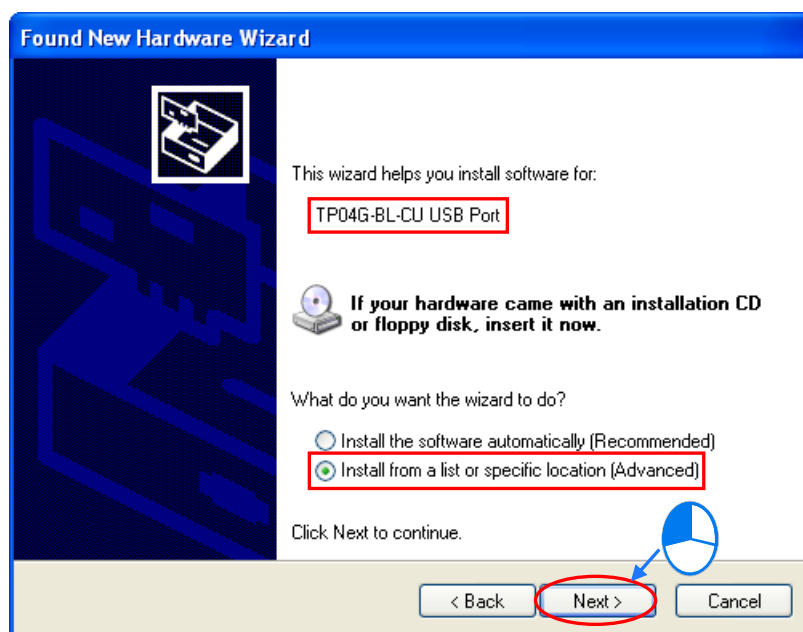 Found New Hardware Wizard
This wizard helps you install software for:
TP04G-BL-CU USB Port
If your hardware came with an installation CD
or floppy disk, insert it now.
What do you want the wizard to do?
Install the software automatically (Recommended)
Install from a list or specific location (Advanced)
Click Next to continue.
< Back Next > Cancel